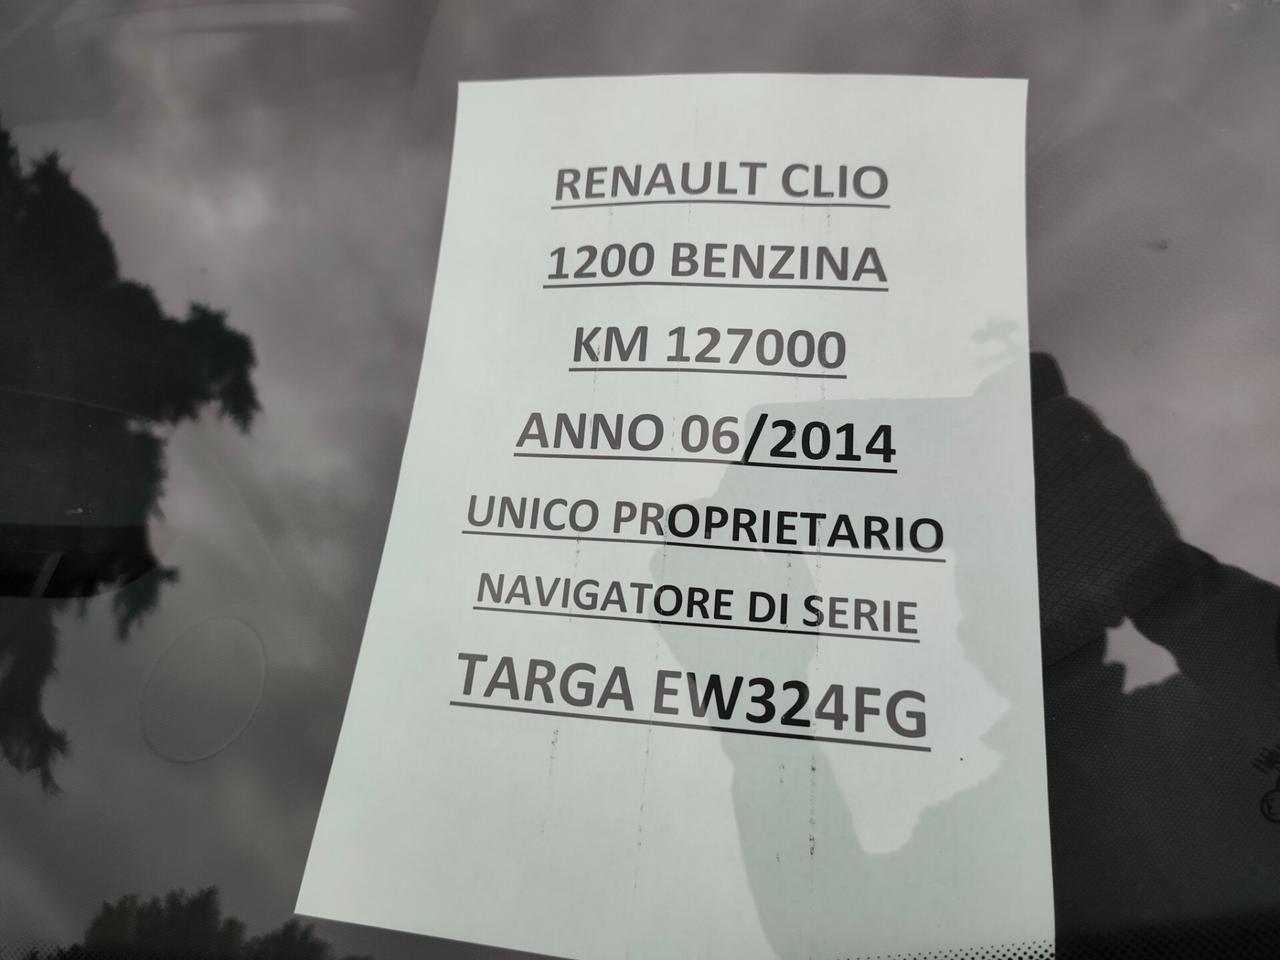 RENAULT CLIO
1200 BENZINA
KM 127000
ANNO 06/2014
UNICO PROPRIETARIO
NAVIGATORE DI SERIE
TARGA EW324FG